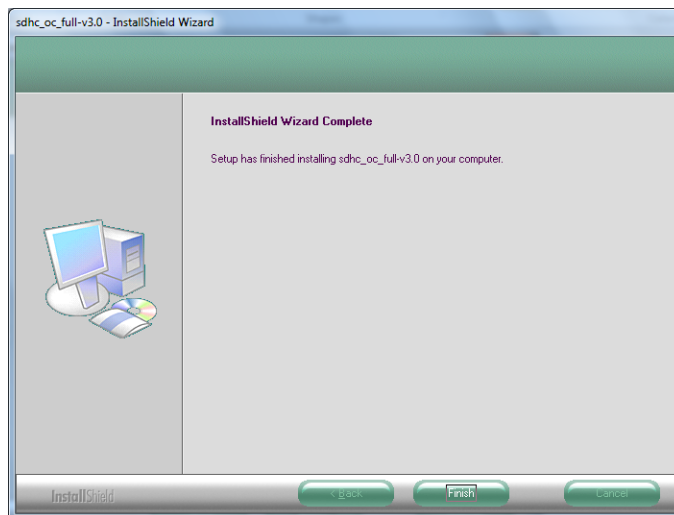 sdhc_oc_full-v3.0 - InstallShield Wizard
InstallShield Wizard Complete
Setup has finished installing sdhc_oc_full-v3.0 on your computer.
InstallShield
< Back
Finish
Cancel